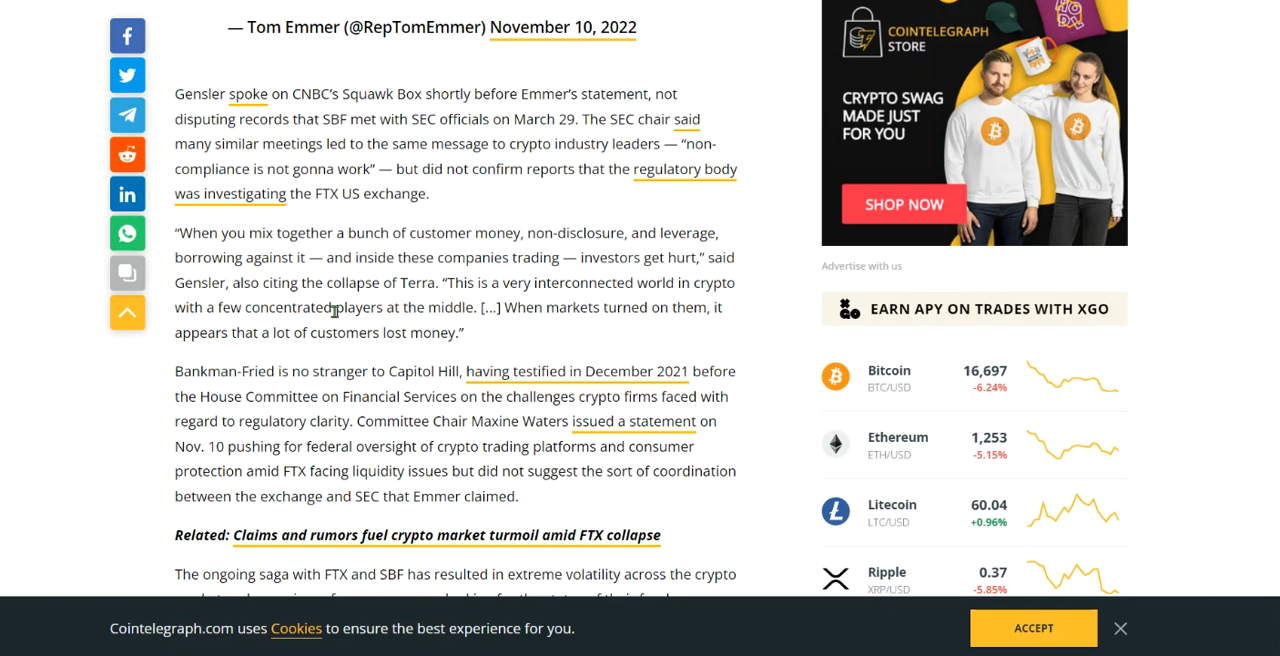 — Tom Emmer (@RepTomEmmer) November 10, 2022
Gensler spoke on CNBC’s Squawk Box shortly before Emmer’s statement, not
disputing records that SBF met with SEC officials on March 29. The SEC chair said
many similar meetings led to the same message to crypto industry leaders — “non-
compliance is not gonna work” — but did not confirm reports that the regulatory body
was investigating the FTX US exchange.
“When you mix together a bunch of customer money, non-disclosure, and leverage,
borrowing against it — and inside these companies trading — investors get hurt,” said
Gensler, also citing the collapse of Terra. “This is a very interconnected world in crypto
with a few concentrated players at the middle. [...] When markets turned on them, it
appears that a lot of customers lost money.”
Bankman-Fried is no stranger to Capitol Hill, having testified in December 2021 before
the House Committee on Financial Services on the challenges crypto firms faced with
regard to regulatory clarity. Committee Chair Maxine Waters issued a statement on
Nov. 10 pushing for federal oversight of crypto trading platforms and consumer
protection amid FTX facing liquidity issues but did not suggest the sort of coordination
between the exchange and SEC that Emmer claimed.
Related: Claims and rumors fuel crypto market turmoil amid FTX collapse
The ongoing saga with FTX and SBF has resulted in extreme volatility across the crypto
COINTELEGRAPH
STORE
CRYPTO SWAG
MADE JUST
FOR YOU
SHOP NOW
Advertise with us
EARN APY ON TRADES WITH XGO
Bitcoin 16,697
BTC/USD -6.24%
Ethereum 1,253
ETH/USD -5.15%
Litecoin 60.04
LTC/USD +0.96%
Ripple 0.37
XRP/USD -5.85%
Cointelegraph.com uses Cookies to ensure the best experience for you.
ACCEPT